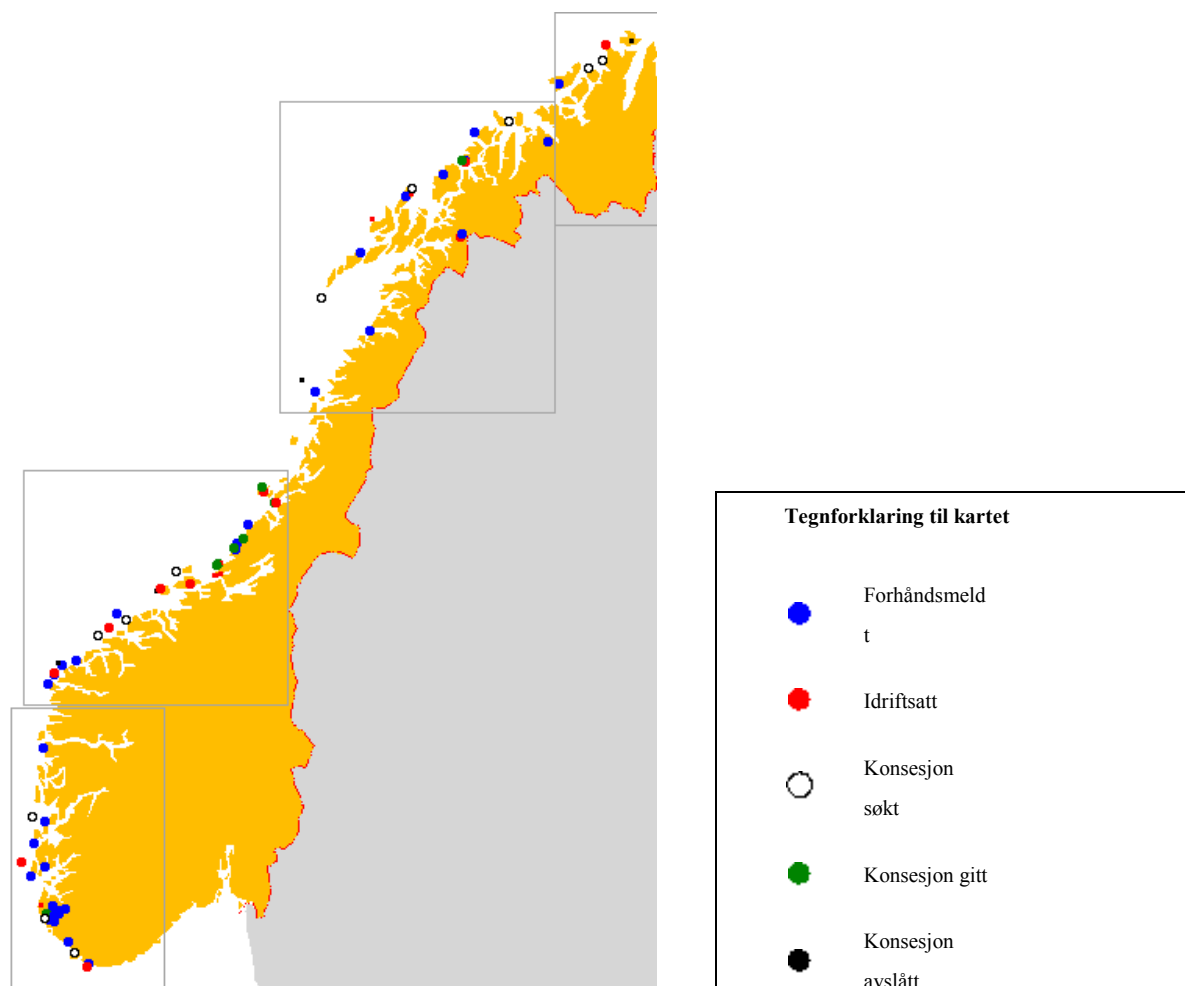 Tegnforklaring til kartet
Forhåndsmeld
t
Idriftsatt
Konsesjon
søkt
Konsesjon gitt
Konsesjon
avslått